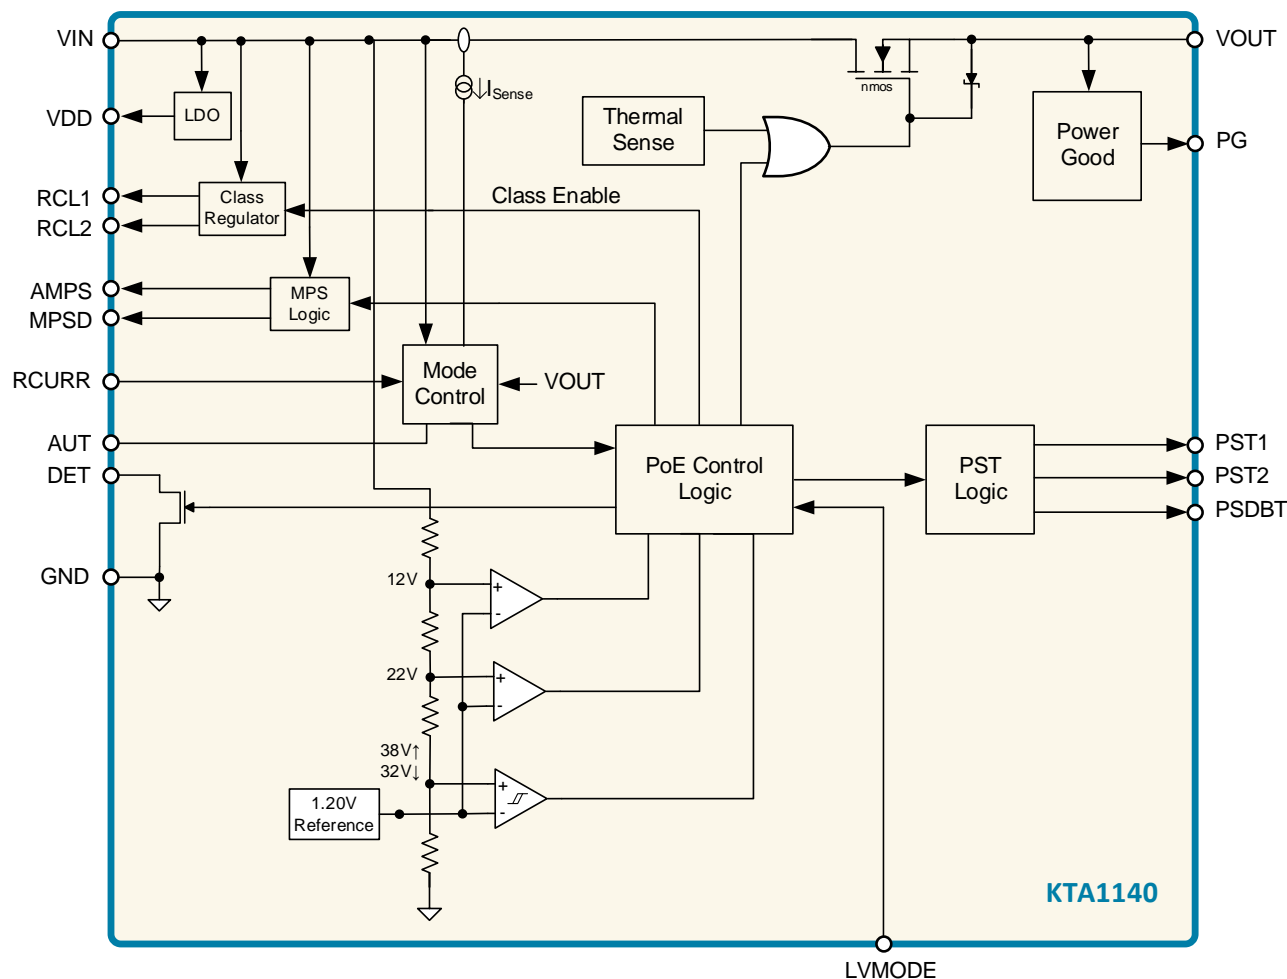 VIN
VOUT
I Sense
nmos
VDD
LDO
Thermal
Sense
Power
Good
PG
RCL1
RCL2
Class
Regulator
Class Enable
AMPS
MPSD
MPS
Logic
RCURR
Mode
Control
VOUT
AUT
DET
PoE Control
Logic
PST
Logic
PST1
PST2
PSDBT
GND
12V
+
-
22V
+
-
38V↑
32V↓
+
-
1.20V
Reference
KTA1140
LVMODE